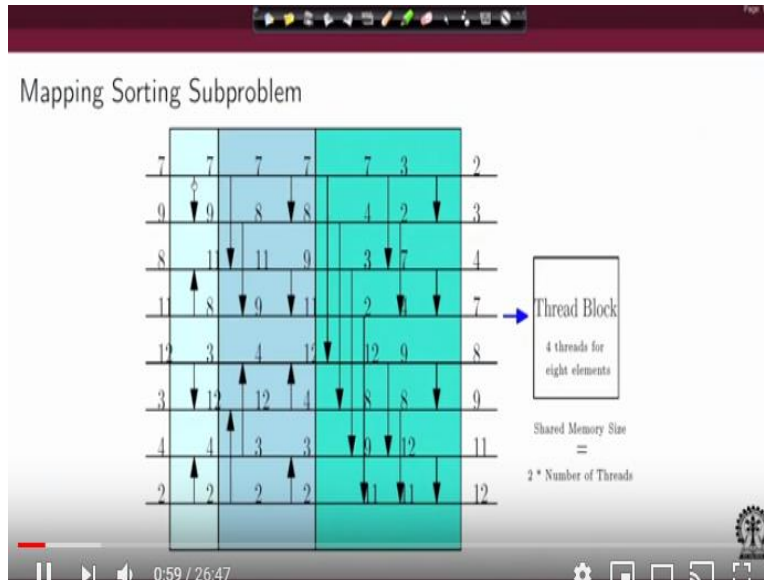 Page
Mapping Sorting Subproblem
7 7 7 7 7 3 2
9 9 8 8 4 2 3
8 11 11 9 3 7 4
11 8 9 11 2 4 7
12 3 4 12 12 9 8
3 12 12 4 8 8 9
4 4 3 3 9 12 11
2 2 2 2 11 11 12
Thread Block
4 threads for
eight elements
Shared Memory Size
=
2 * Number of Threads
0:59 / 26:47